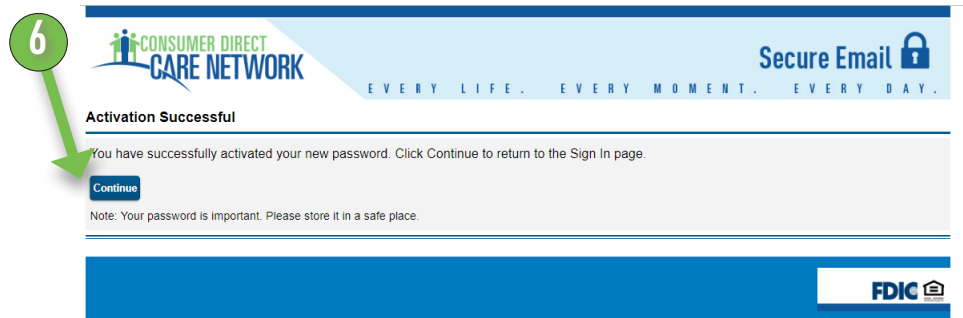 6
CONSUMER DIRECT
CARE NETWORK
Secure Email
EVERY LIFE. EVERY MOMENT. EVERY DAY.
Activation Successful
You have successfully activated your new password. Click Continue to return to the Sign In page.
Continue
Note: Your password is important. Please store it in a safe place.
FDIC